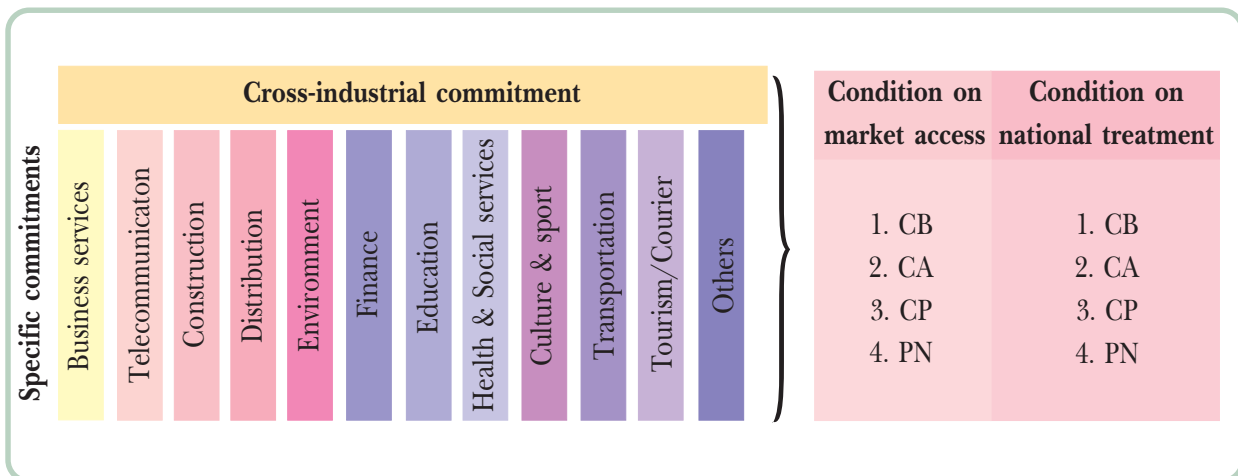 Cross-industrial commitment
Specific commitments
Business services
Telecommunicaton
Construction
Distribution
Enviromment
Finance
Education
Health & Social services
Culture & sport
Transportation
Tourism/Courier
Others
Condition on
market access
1. CB
2. CA
3. CP
4. PN
Condition on
national treatment
1. CB
2. CA
3. CP
4. PN